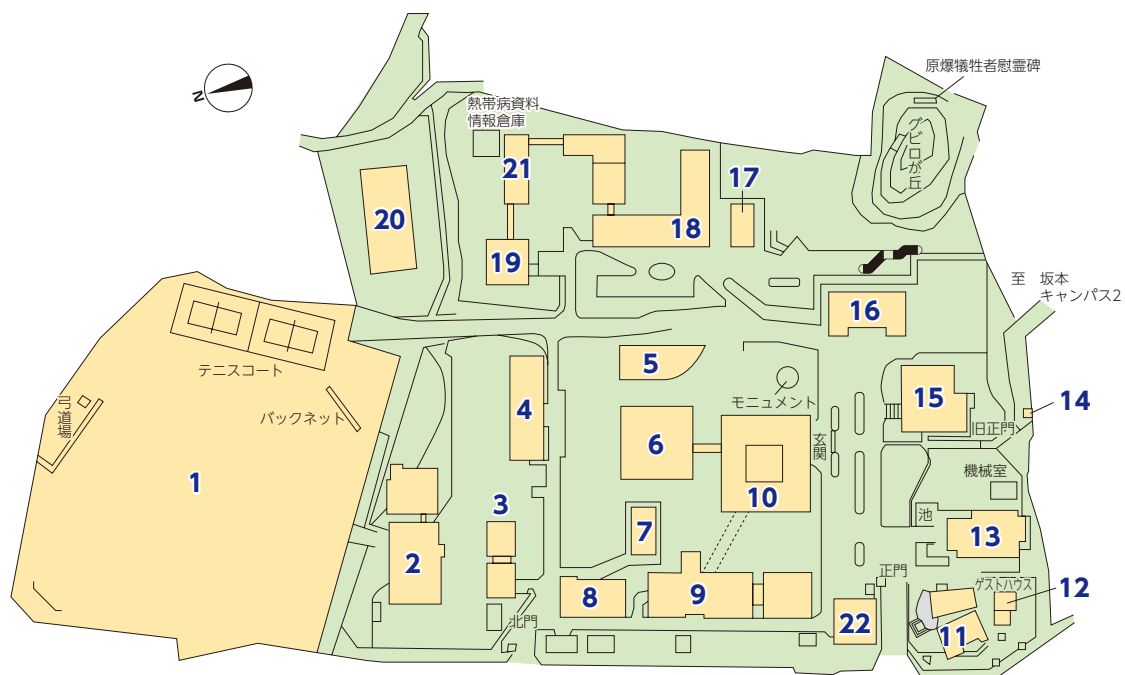 原爆犠牲者慰霊碑
N
熱帯病資料
情報倉庫
グビロが丘
21
17
20
18
19
至 坂本
キャンパス2
16
5
テニスコート
モニュメント
15
14
弓道場
バックネット
4
6
玄関
旧正門
1
10
機械室
3
7
池
13
2
正門
ゲストハウス
12
8
9
北門
22
11